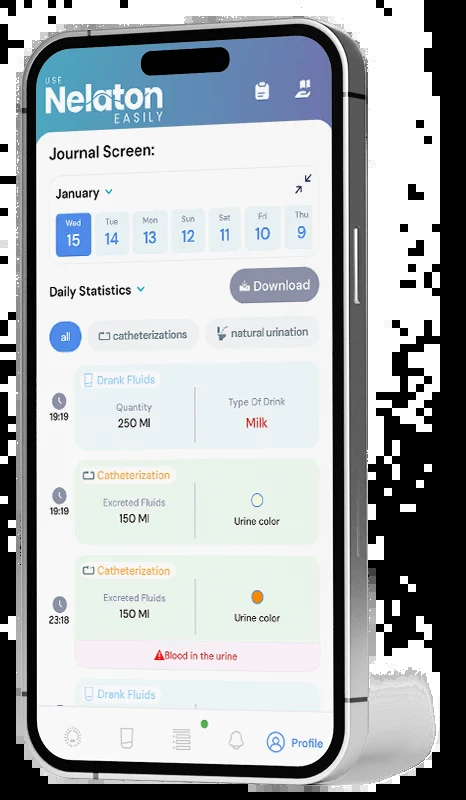 USE
Nelaton
EASILY
Journal Screen:
January
Wed Tue Mon Sun Sat Fri Thu
15 14 13 12 11 10 9
Daily Statistics
Download
all catheterizations natural urination
Drank Fluids
19:19
Quantity Type Of Drink
250 Ml Milk
Catheterization
19:19
Excreted Fluids
150 Ml Urine color
Catheterization
23:18
Excreted Fluids
150 Ml Urine color
Blood in the urine
Drank Fluids
Profile